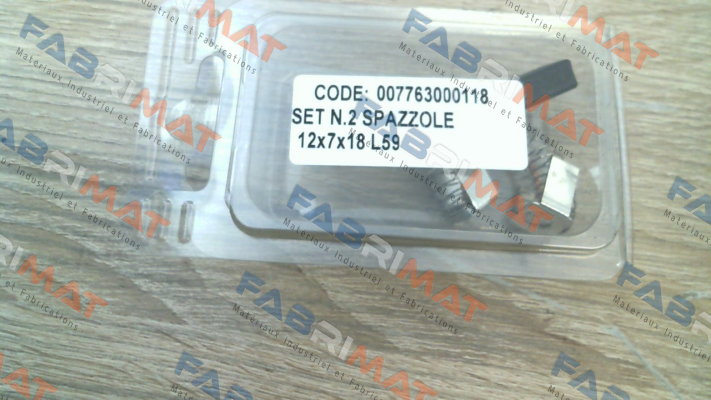 CODE: 007763000118
SET N.2 SPAZZOLE
12x7x18 L59
FABRIMAT
Materiaux Industriel et Fabrications